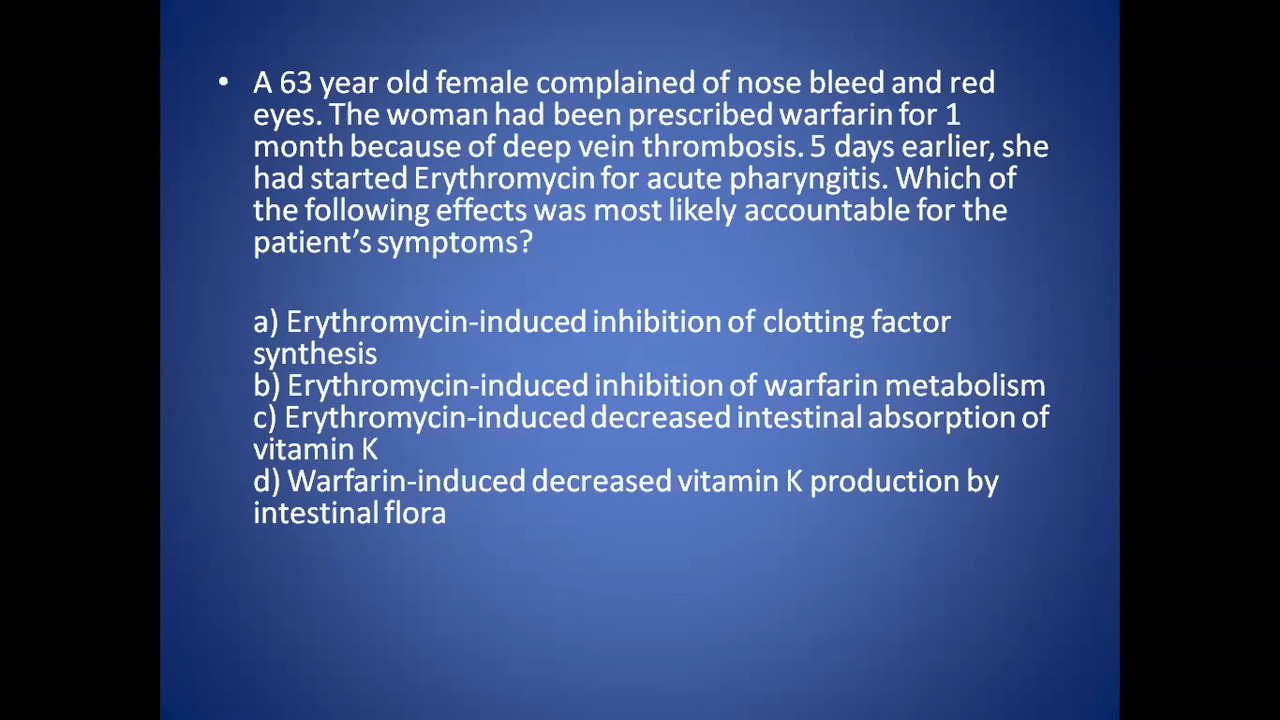 • A 63 year old female complained of nose bleed and red
eyes. The woman had been prescribed warfarin for 1
month because of deep vein thrombosis. 5 days earlier, she
had started Erythromycin for acute pharyngitis. Which of
the following effects was most likely accountable for the
patient's symptoms?
a) Erythromycin-induced inhibition of clotting factor
synthesis
b) Erythromycin-induced inhibition of warfarin metabolism
c) Erythromycin-induced decreased intestinal absorption of
vitamin K
d) Warfarin-induced decreased vitamin K production by
intestinal flora